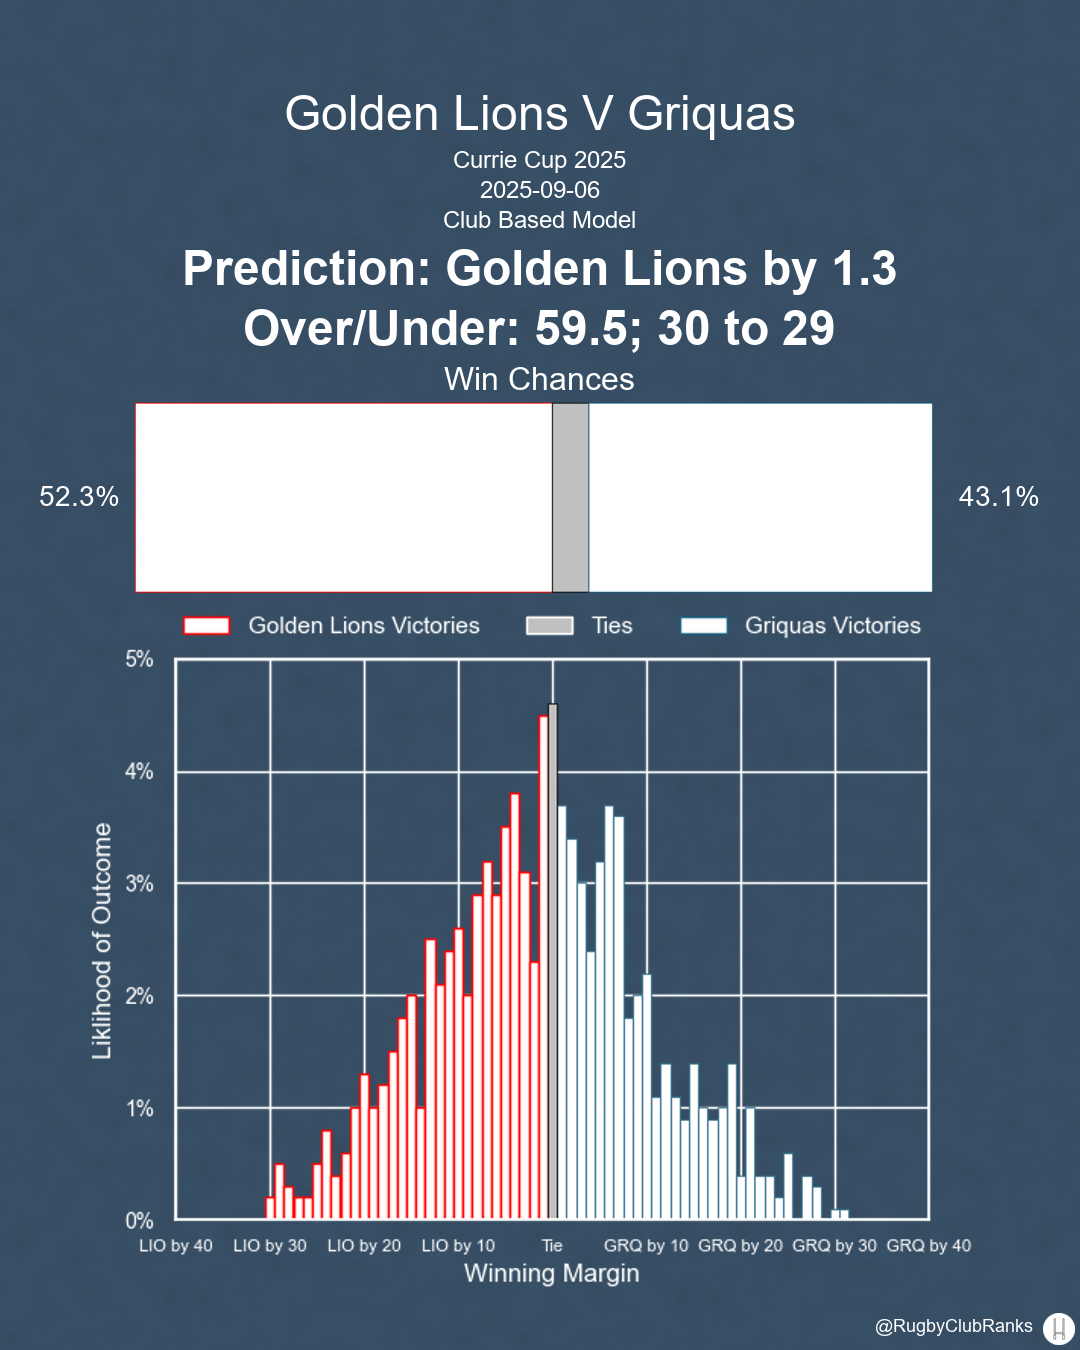 Golden Lions V Griquas
Currie Cup 2025
2025-09-06
Club Based Model
Prediction: Golden Lions by 1.3
Over/Under: 59.5; 30 to 29
Win Chances
52.3%
43.1%
Golden Lions Victories
Ties
Griquas Victories
5%
4%
3%
2%
1%
0%
Liklihood of Outcome
LIO by 40
LIO by 30
LIO by 20
LIO by 10
Tie
GRQ by 10
GRQ by 20
GRQ by 30
GRQ by 40
Winning Margin
@RugbyClubRanks